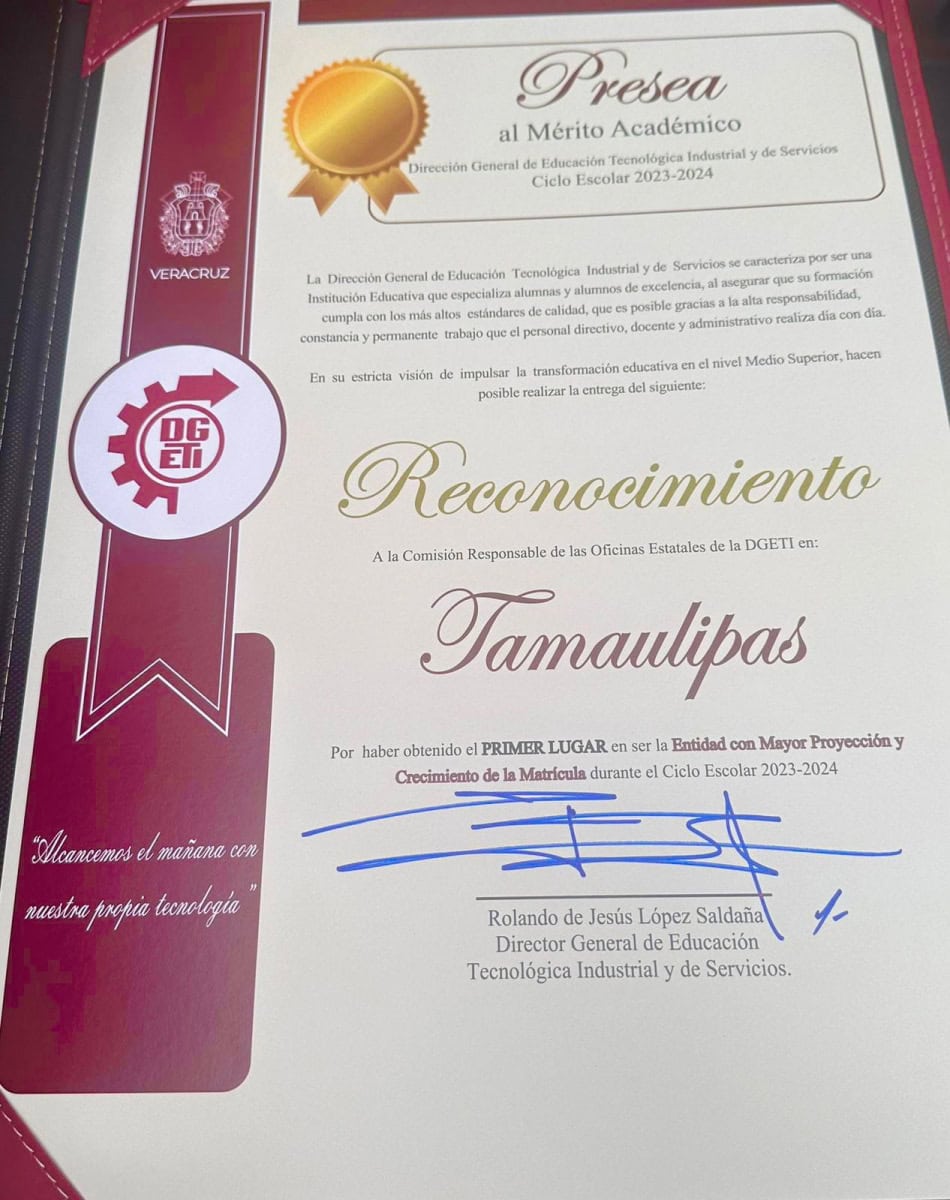 Presea
al Mérito Académico
Dirección General de Educación Tecnológica Industrial y de Servicios
Ciclo Escolar 2023-2024
VERACRUZ
La Dirección General de Educación Tecnológica Industrial y de Servicios se caracteriza por ser una
Institución Educativa que especializa alumnas y alumnos de excelencia, al asegurar que su formación
cumpla con los más altos estándares de calidad, que es posible gracias a la alta responsabilidad,
constancia y permanente trabajo que el personal directivo, docente y administrativo realiza día con día.
En su estricta visión de impulsar la transformación educativa en el nivel Medio Superior, hacen
posible realizar la entrega del siguiente:
DG
ETi
Reconocimiento
A la Comisión Responsable de las Oficinas Estatales de la DGETI en:
Tamaulipas
Por haber obtenido el PRIMER LUGAR en ser la Entidad con Mayor Proyección y
Crecimiento de la Matrícula durante el Ciclo Escolar 2023-2024
"Alcancemos el mañana con
nuestra propia tecnología"
Rolando de Jesús López Saldaña
Director General de Educación
Tecnológica Industrial y de Servicios.